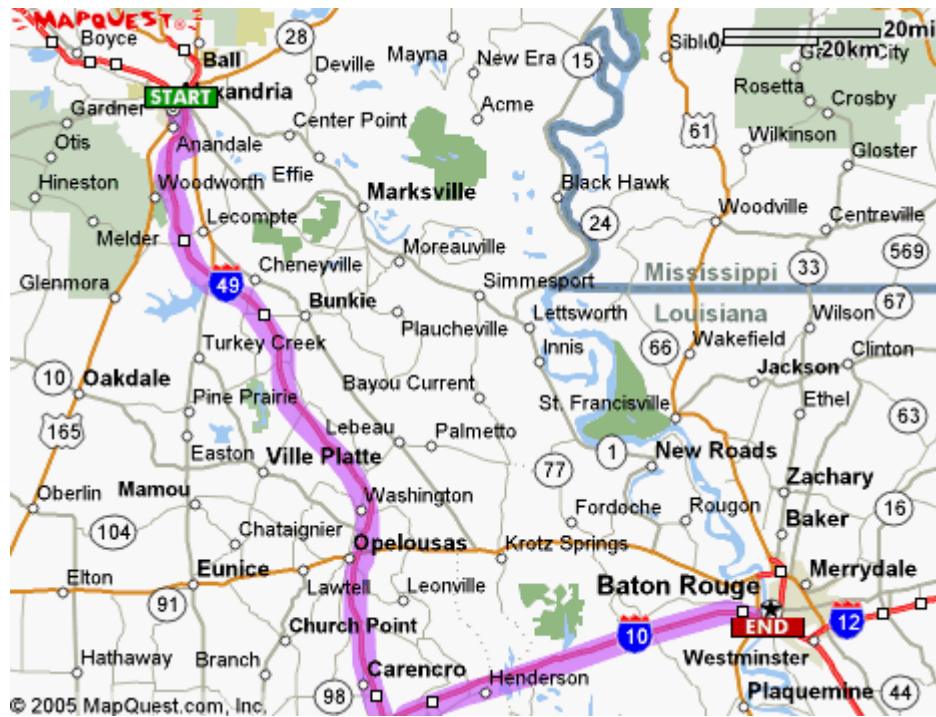 MAPQUEST
Boyce
Ball
28
Deville
Mayna
New Era
15
Sibley
0
20mi
20km
City
START
Alexandria
Rosetta
Crosby
Gardner
Center Point
Acme
61
Wilkinson
Otis
Anandale
Gloster
Effie
Hineston
Woodworth
Marksville
Black Hawk
Woodville
Centreville
Lecompte
24
Melder
Moreauville
569
Cheneyville
Mississippi
33
Glenmora
49
Simmesport
Bunkie
Louisiana
67
Plaucheville
Lettsworth
Wilson
Turkey Creek
Innis
66
Wakefield
Clinton
10
Oakdale
Bayou Current
Jackson
Pine Prairie
St. Francisville
Ethel
165
Lebeau
Palmetto
63
Easton
Ville Platte
77
1
New Roads
Zachary
Oberlin
Mamou
Washington
Fordoche
Rougon
16
104
Chataignier
Baker
Opelousas
Krotz Springs
Elton
Eunice
Lawtell
Leonville
Baton Rouge
Merrydale
91
Church Point
10
END
12
Hathaway
Branch
Carencro
Westminster
98
Henderson
Plaquemine
44
© 2005 MapQuest.com, Inc.